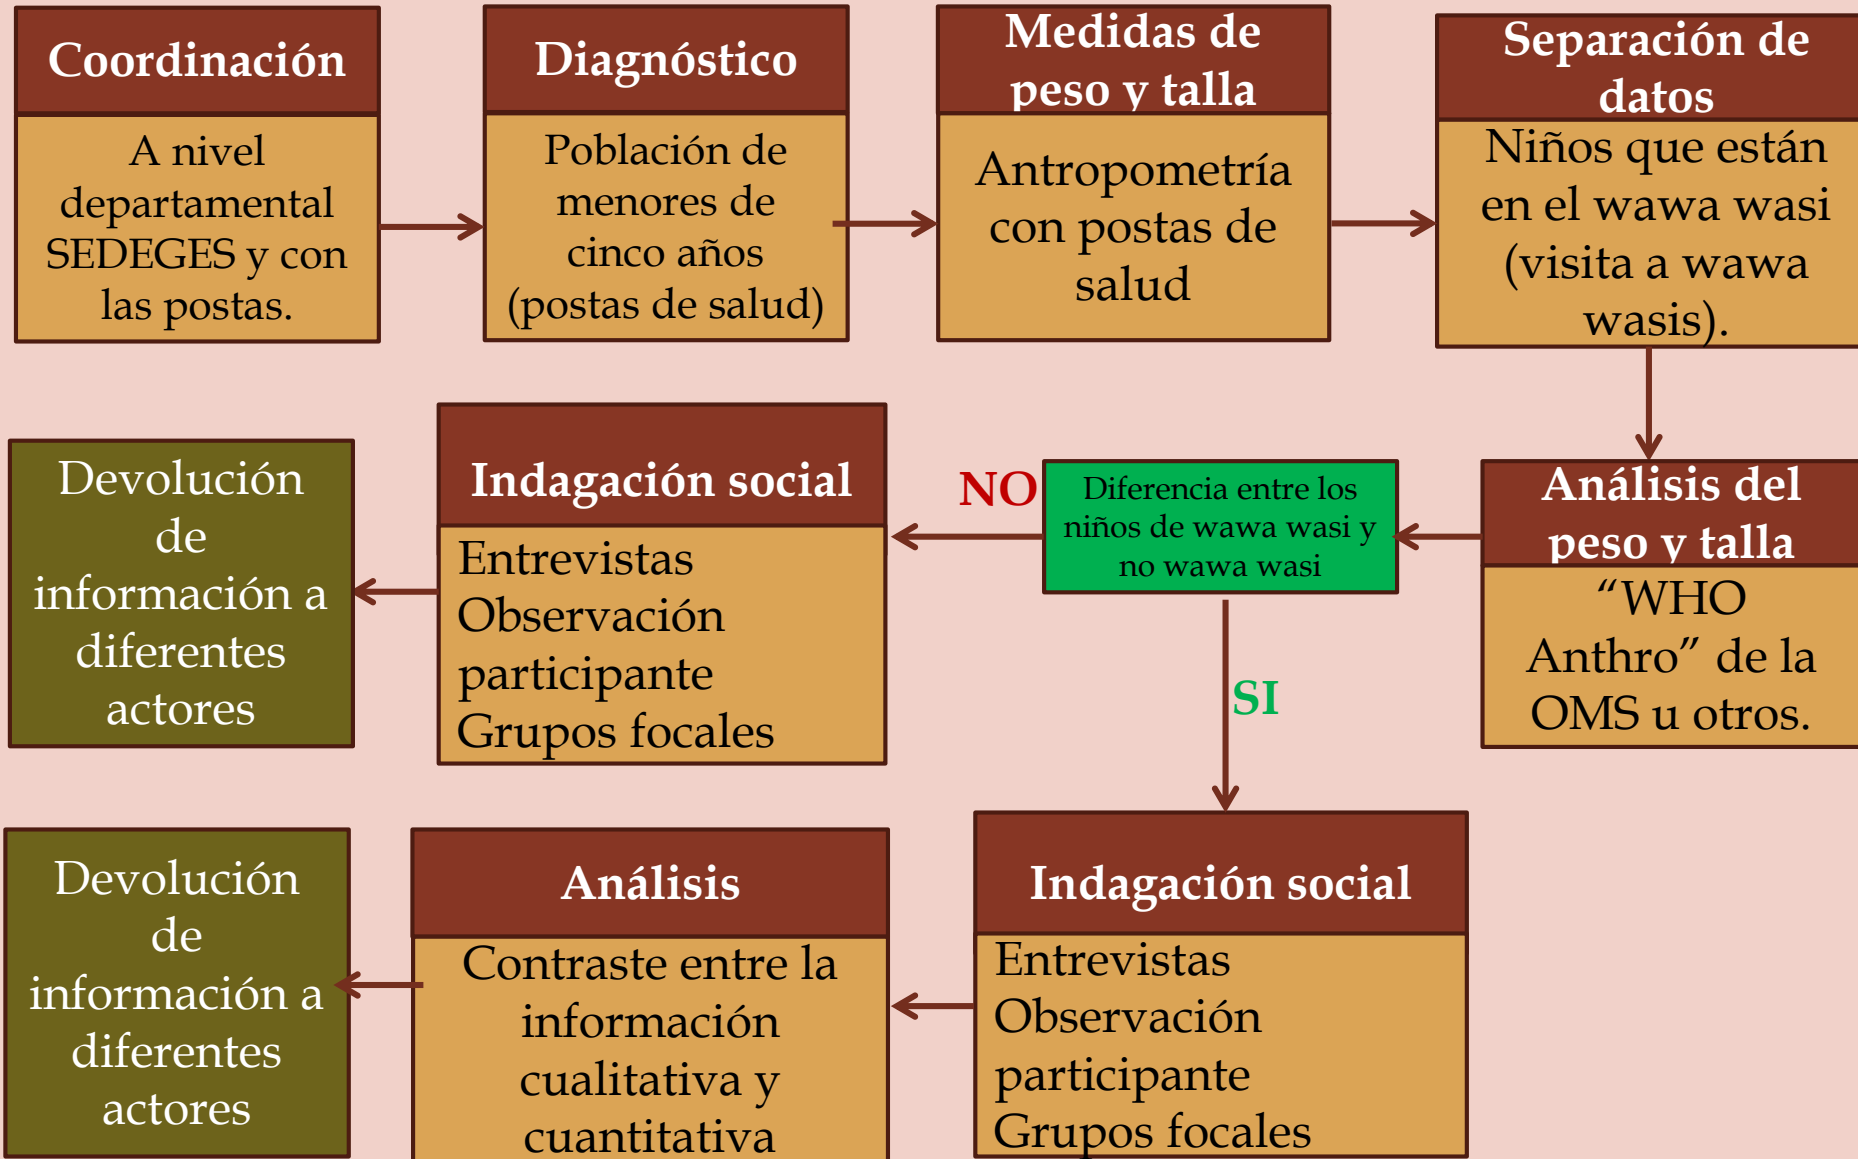 Coordinación
A nivel
departamental
SEDEGES y con
las postas.
Diagnóstico
Población de
menores de
cinco años
(postas de salud)
Medidas de
peso y talla
Antropometría
con postas de
salud
Separación de
datos
Niños que están
en el wawa wasi
(visita a wawa
wasis).
Análisis del
peso y talla
“WHO
Anthro” de la
OMS u otros.
Diferencia entre los
niños de wawa wasi y
no wawa wasi
NO
Indagación social
Entrevistas
Observación
participante
Grupos focales
Devolución
de
información a
diferentes
actores
SI
Indagación social
Entrevistas
Observación
participante
Grupos focales
Análisis
Contraste entre la
información
cualitativa y
cuantitativa
Devolución
de
información a
diferentes
actores